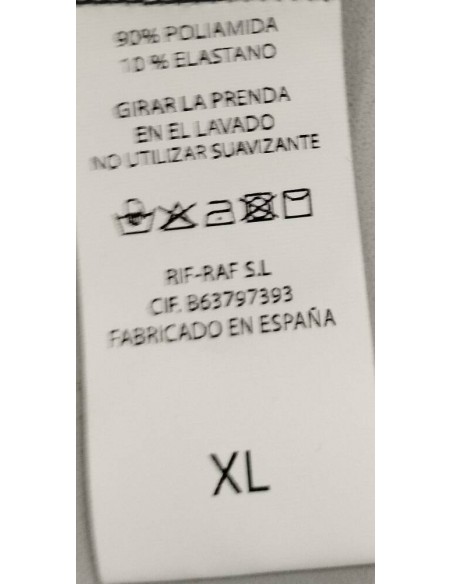 90% POLIAMIDA
10% ELASTANO
GIRAR LA PRENDA
EN EL LAVADO
NO UTILIZAR SUAVIZANTE
RIF-RAF S.L
CIF. B63797393
FABRICADO EN ESPAÑA
XL